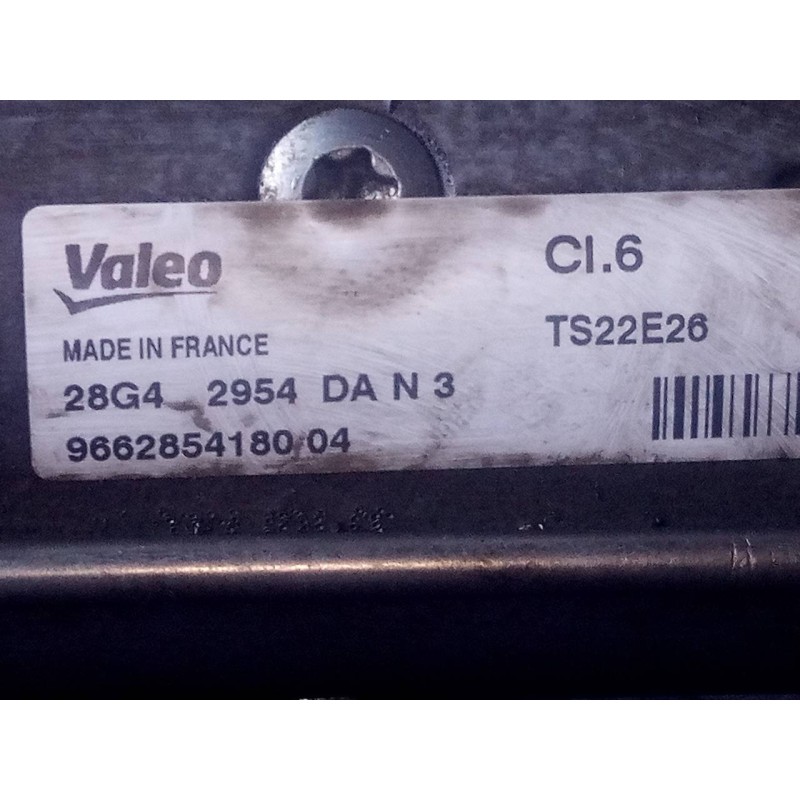 Valeo
Cl.6
MADE IN FRANCE
TS22E26
28G4 2954 DA N 3
9662854180 04